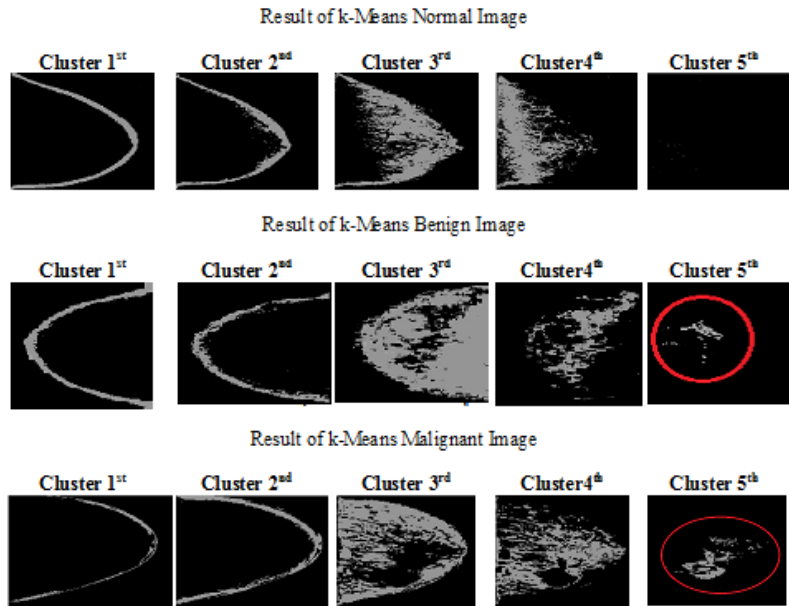 Result of k-Means Normal Image
Cluster 1st Cluster 2nd Cluster 3rd Cluster4th Cluster 5th
Result of k-Means Benign Image
Cluster 1st Cluster 2nd Cluster 3rd Cluster4th Cluster 5th
Result of k-Means Malignant Image
Cluster 1st Cluster 2nd Cluster 3rd Cluster4th Cluster 5th